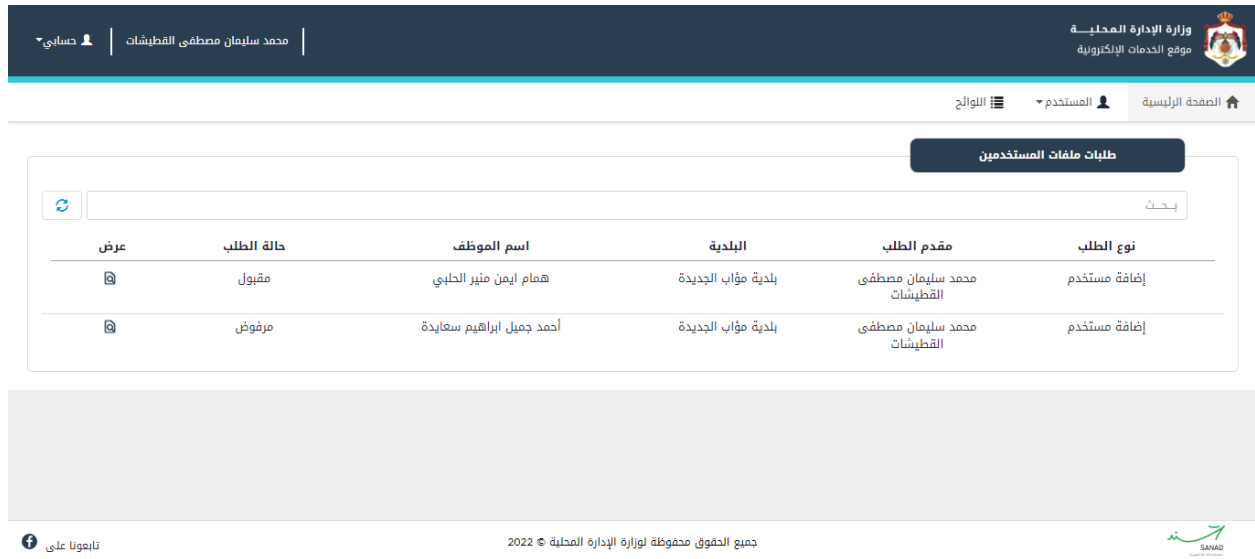 وزارة الإدارة المحليــــة
موقع الخدمات الإلكترونية
محمد سليمان مصطفى القطيشات
حسابي
الصفحة الرئيسية
المستخدم
اللوائح
طلبات ملفات المستخدمين
بــحــث
نوع الطلب مقدم الطلب البلدية اسم الموظف حالة الطلب عرض
إضافة مستخدم محمد سليمان مصطفى القطيشات بلدية مؤاب الجديدة همام ايمن منير الحلبي مقبول
إضافة مستخدم محمد سليمان مصطفى القطيشات بلدية مؤاب الجديدة أحمد جميل ابراهيم سعايدة مرفوض
سند
SANAD
جميع الحقوق محفوظة لوزارة الإدارة المحلية © 2022
تابعونا على